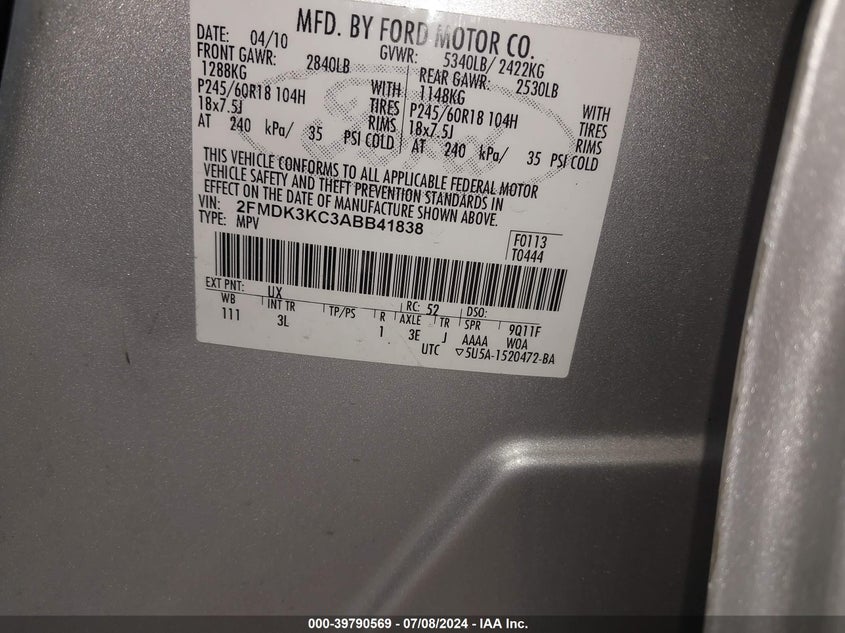 MFD. BY FORD MOTOR CO.
DATE: 04/10 GVWR: 5340LB/ 2422KG
FRONT GAWR: 2840LB REAR GAWR: 2530LB
1288KG WITH 1148KG WITH
P245/60R18 104H TIRES P245/60R18 104H TIRES
18x7.5J RIMS 18x7.5J RIMS
AT 240 kPa/ 35 PSI COLD AT 240 kPa/ 35 PSI COLD
THIS VEHICLE CONFORMS TO ALL APPLICABLE FEDERAL MOTOR
VEHICLE SAFETY AND THEFT PREVENTION STANDARDS IN
EFFECT ON THE DATE OF MANUFACTURE SHOWN ABOVE.
VIN: 2FMDK3KC3ABB41838
TYPE: MPV
F0113
T0444
EXT PNT: UX RC: 52 DSO:
WB INT TR TP/PS R AXLE TR SPR 9Q11F
111 3L 1 3E J AAAA W0A
UTC ▽5U5A-1520472-BA
000-39790569 - 07/08/2024 - IAA Inc.